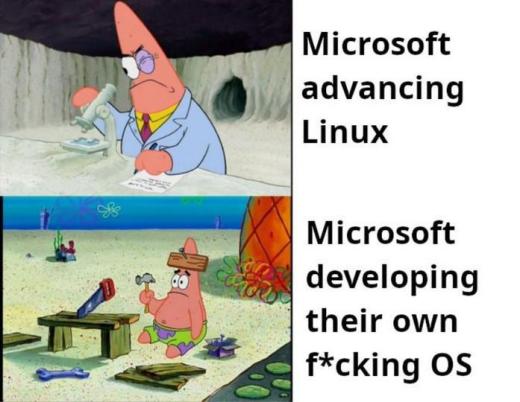 Microsoft
advancing
Linux
Microsoft
developing
their own
f*cking OS